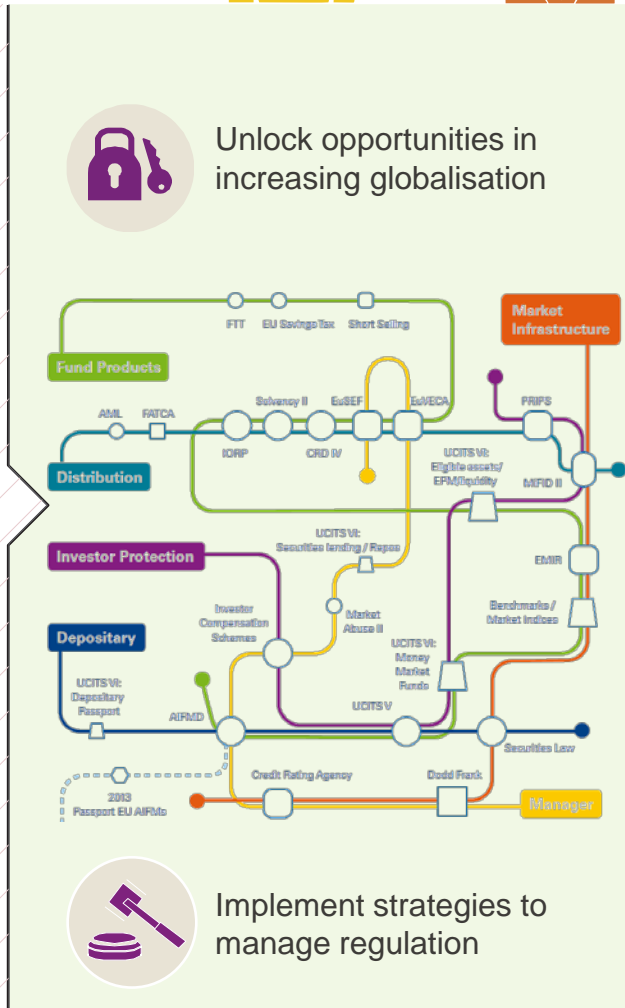 Unlock opportunities in
increasing globalisation
Market
Infrastructure
FTT
EU Savings Tax
Short Selling
Fund Products
AML
FATCA
Solvency II
EuSEF
EuVECA
PRIPS
IORP
CRD IV
UCITS VI:
Eligible assets/
EPM/liquidity
MiFID II
Distribution
UCITS VI:
Securities lending / Repos
Investor Protection
EMIR
Investor
Compensation
Schemes
Market
Abuse II
Benchmarks /
Market Indices
Depositary
UCITS VI:
Money
Market
Funds
UCITS VI:
Depositary
Passport
AIFMD
UCITS V
Securities Law
2013
Passport EU AIFMs
Credit Rating Agency
Dodd Frank
Manager
Implement strategies to
manage regulation